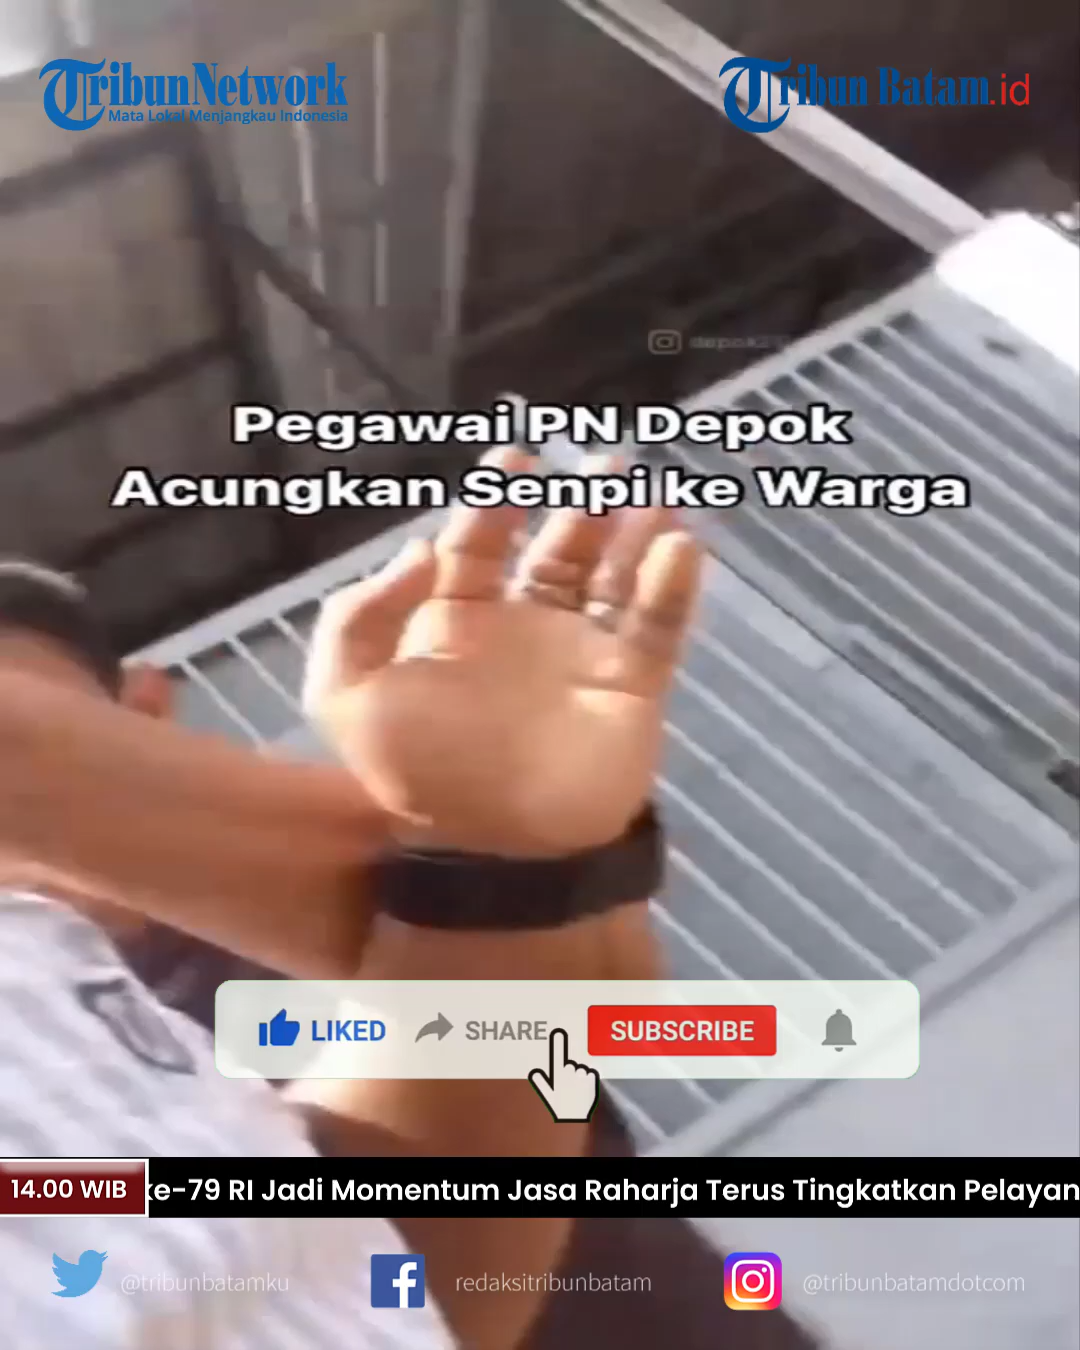 TribunNetwork
Mata Lokal Menjangkau Indonesia
Tribun Batam.id
Pegawai PN Depok
Acungkan Senpi ke Warga
LIKED
SHARE
SUBSCRIBE
14.00 WIB
ke-79 RI Jadi Momentum Jasa Raharja Terus Tingkatkan Pelayan
@tribunbatamku
redaksitribunbatam
@tribunbatamdotcom